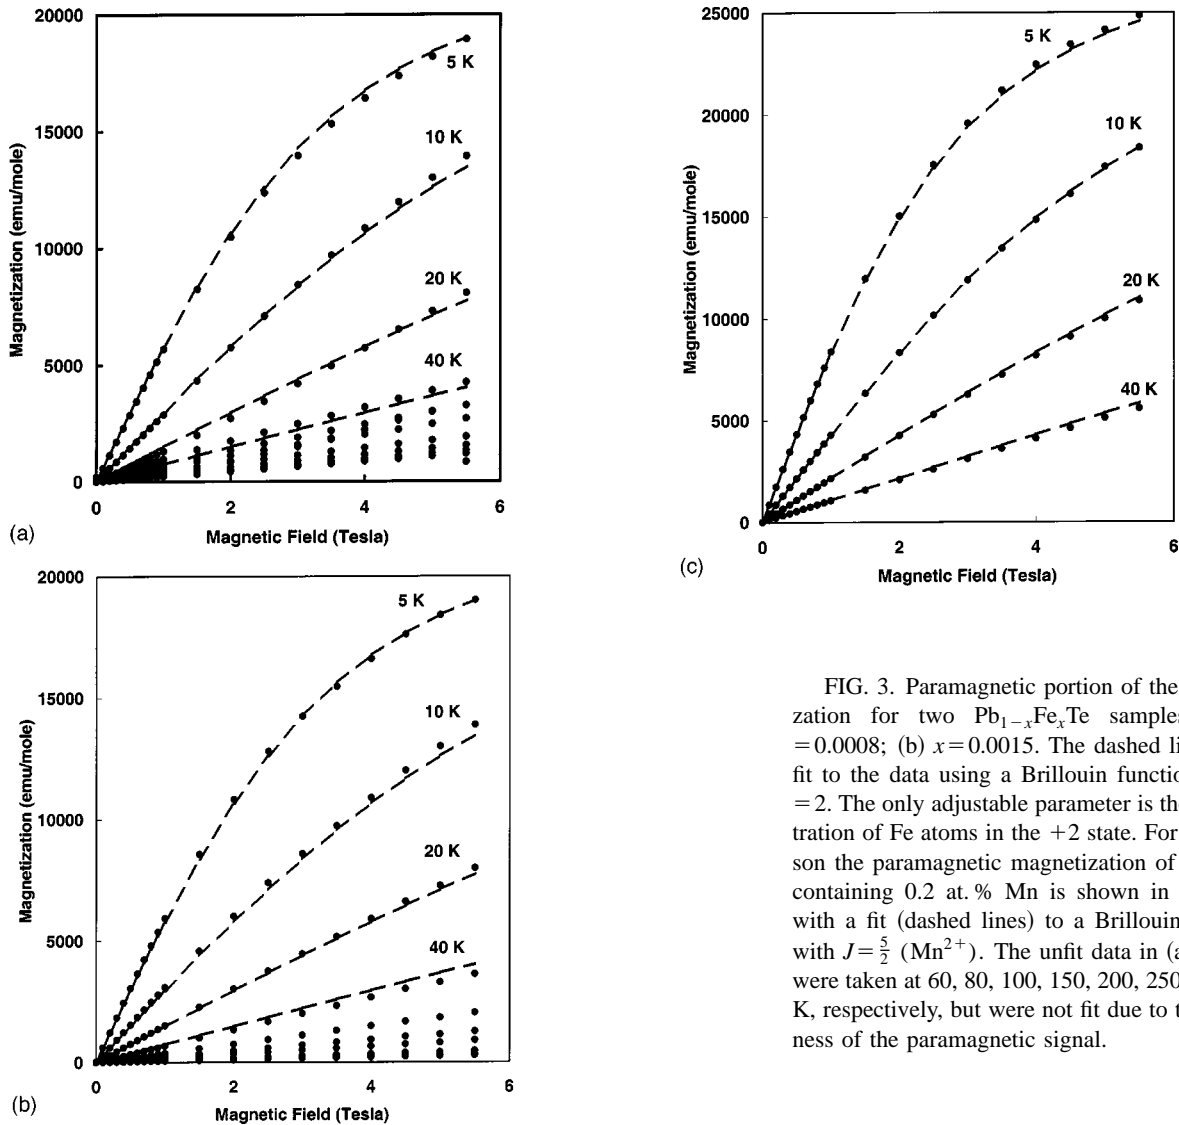 20000
15000
10000
5000
0
Magnetization (emu/mole)
5 K
10 K
20 K
40 K
0 2 4 6
Magnetic Field (Tesla)
(a)
20000
15000
10000
5000
0
Magnetization (emu/mole)
5 K
10 K
20 K
40 K
0 2 4 6
Magnetic Field (Tesla)
(b)
25000
20000
15000
10000
5000
0
Magnetization (emu/mole)
5 K
10 K
20 K
40 K
0 2 4 6
Magnetic Field (Tesla)
(c)
FIG. 3. Paramagnetic portion of the
zation for two Pb₁₋ₓFeₓTe samples
=0.0008; (b) x=0.0015. The dashed li
fit to the data using a Brillouin function
=2. The only adjustable parameter is the
tration of Fe atoms in the +2 state. For
son the paramagnetic magnetization of
containing 0.2 at. % Mn is shown in
with a fit (dashed lines) to a Brillouin
with J=5/2 (Mn²⁺). The unfit data in (a
were taken at 60, 80, 100, 150, 200, 250
K, respectively, but were not fit due to t
ness of the paramagnetic signal.